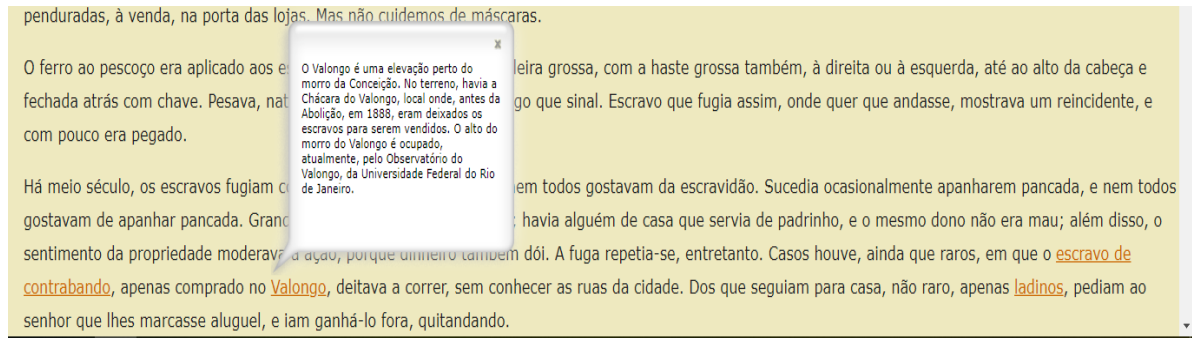 penduradas, à venda, na porta das lojas. Mas não cuidemos de máscaras.
O ferro ao pescoço era aplicado aos e
leira grossa, com a haste grossa também, à direita ou à esquerda, até ao alto da cabeça e
fechada atrás com chave. Pesava, nat
go que sinal. Escravo que fugia assim, onde quer que andasse, mostrava um reincidente, e
com pouco era pegado.
Há meio século, os escravos fugiam c
em todos gostavam da escravidão. Sucedia ocasionalmente apanharem pancada, e nem todos
gostavam de apanhar pancada. Granc
; havia alguém de casa que servia de padrinho, e o mesmo dono não era mau; além disso, o
sentimento da propriedade moderava a ação, porque dinheiro também dói. A fuga repetia-se, entretanto. Casos houve, ainda que raros, em que o escravo de
contrabando, apenas comprado no Valongo, deitava a correr, sem conhecer as ruas da cidade. Dos que seguiam para casa, não raro, apenas ladinos, pediam ao
senhor que lhes marcasse aluguel, e iam ganhá-lo fora, quitandando.
x
O Valongo é uma elevação perto do
morro da Conceição. No terreno, havia a
Chácara do Valongo, local onde, antes da
Abolição, em 1888, eram deixados os
escravos para serem vendidos. O alto do
morro do Valongo é ocupado,
atualmente, pelo Observatório do
Valongo, da Universidade Federal do Rio
de Janeiro.